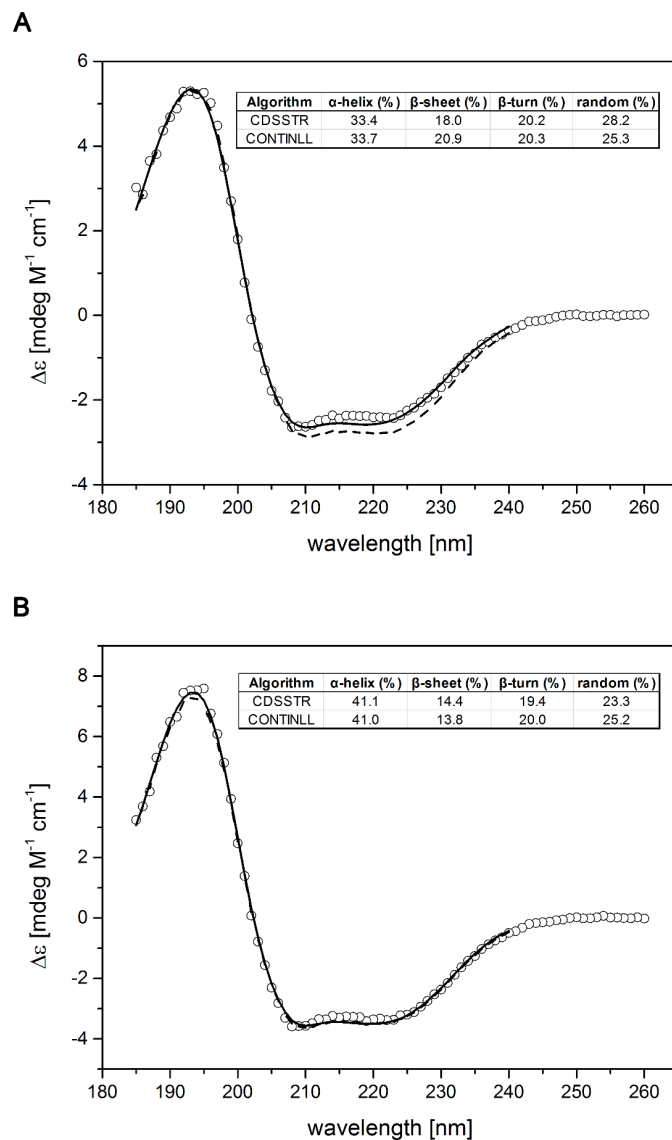 A
6
4
2
0
-2
-4
Δε [mdeg M⁻¹ cm⁻¹]
Algorithm α-helix (%) β-sheet (%) β-turn (%) random (%)
CDSSTR 33.4 18.0 20.2 28.2
CONTINLL 33.7 20.9 20.3 25.3
180 190 200 210 220 230 240 250 260
wavelength [nm]
B
8
6
4
2
0
-2
-4
Δε [mdeg M⁻¹ cm⁻¹]
Algorithm α-helix (%) β-sheet (%) β-turn (%) random (%)
CDSSTR 41.1 14.4 19.4 23.3
CONTINLL 41.0 13.8 20.0 25.2
180 190 200 210 220 230 240 250 260
wavelength [nm]